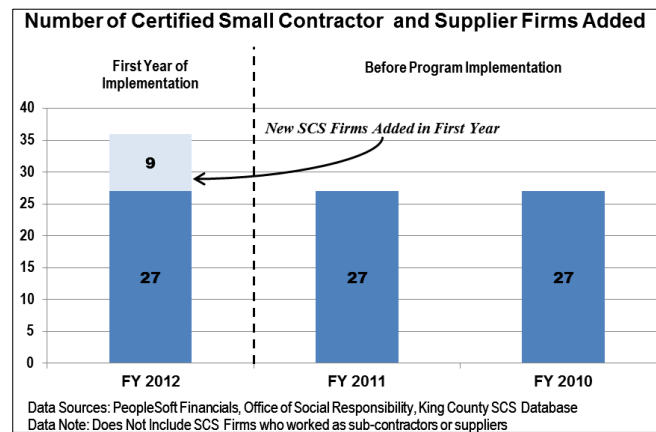 Number of Certified Small Contractor and Supplier Firms Added
First Year of
Implementation
Before Program Implementation
40
35
30
25
20
15
10
5
0
New SCS Firms Added in First Year
9
27
27
27
FY 2012
FY 2011
FY 2010
Data Sources: PeopleSoft Financials, Office of Social Responsibility, King County SCS Database
Data Note: Does Not Include SCS Firms who worked as sub-contractors or suppliers